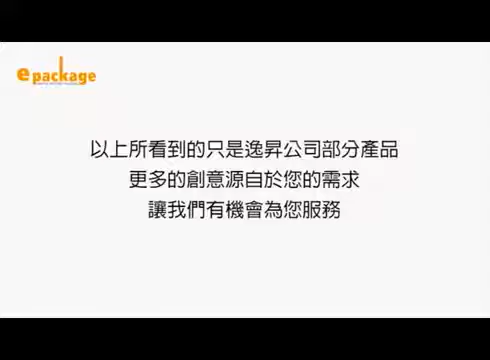 epackage
以上所看到的只是逸昇公司部分產品
更多的創意源自於您的需求
讓我們有機會為您服務